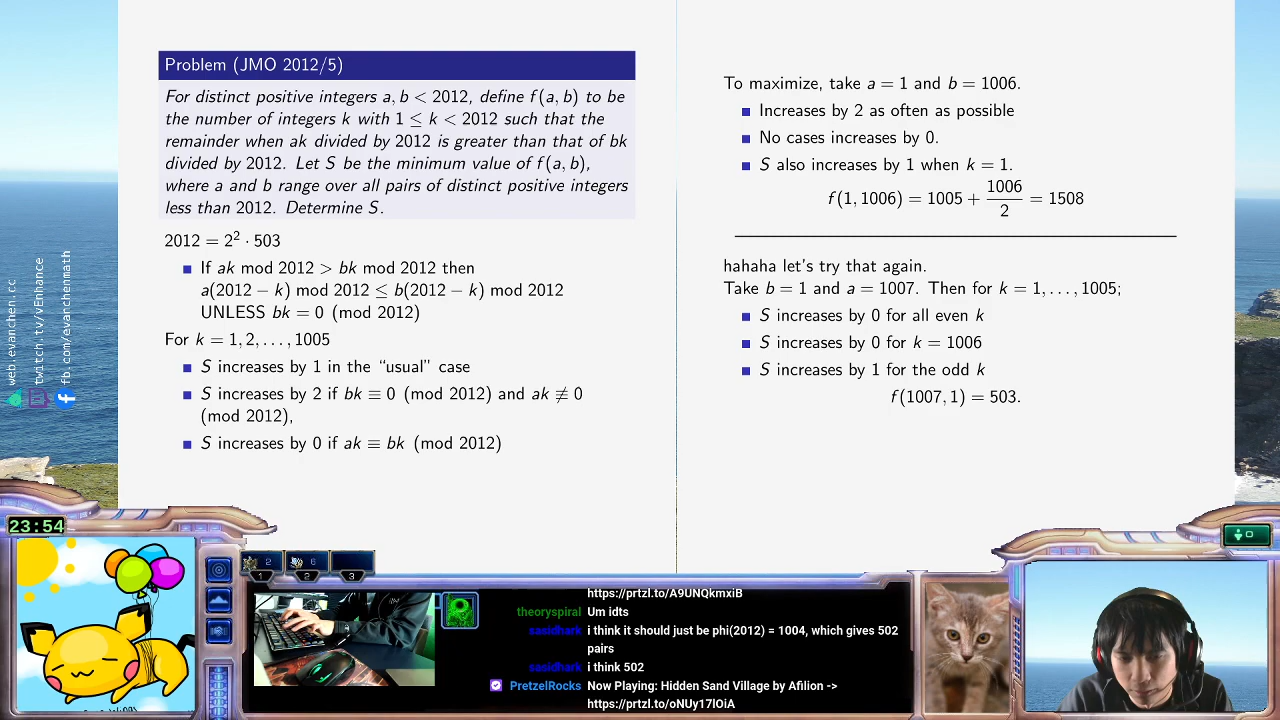 Problem (JMO 2012/5)
For distinct positive integers a, b < 2012, define f(a, b) to be
the number of integers k with 1 ≤ k < 2012 such that the
remainder when ak divided by 2012 is greater than that of bk
divided by 2012. Let S be the minimum value of f(a, b),
where a and b range over all pairs of distinct positive integers
less than 2012. Determine S.
2012 = 2² · 503
■ If ak mod 2012 > bk mod 2012 then
a(2012 − k) mod 2012 ≤ b(2012 − k) mod 2012
UNLESS bk = 0 (mod 2012)
For k = 1, 2, . . . , 1005
■ S increases by 1 in the “usual” case
■ S increases by 2 if bk ≡ 0 (mod 2012) and ak ≢ 0
(mod 2012),
■ S increases by 0 if ak ≡ bk (mod 2012)
To maximize, take a = 1 and b = 1006.
■ Increases by 2 as often as possible
■ No cases increases by 0.
■ S also increases by 1 when k = 1.
f(1, 1006) = 1005 + 1006/2 = 1508
hahaha let's try that again.
Take b = 1 and a = 1007. Then for k = 1, . . . , 1005;
■ S increases by 0 for all even k
■ S increases by 0 for k = 1006
■ S increases by 1 for the odd k
f(1007, 1) = 503.
web.evanchen.cc
twitch.tv/vEnhance
fb.com/evanchenmath
23:54
2
6
1
2
3
0
https://prtzl.to/A9UNQkmxiB
theoryspiral Um idts
sasidhark i think it should just be phi(2012) = 1004, which gives 502
pairs
sasidhark i think 502
PretzelRocks Now Playing: Hidden Sand Village by Afilion ->
https://prtzl.to/oNUy17lOiA